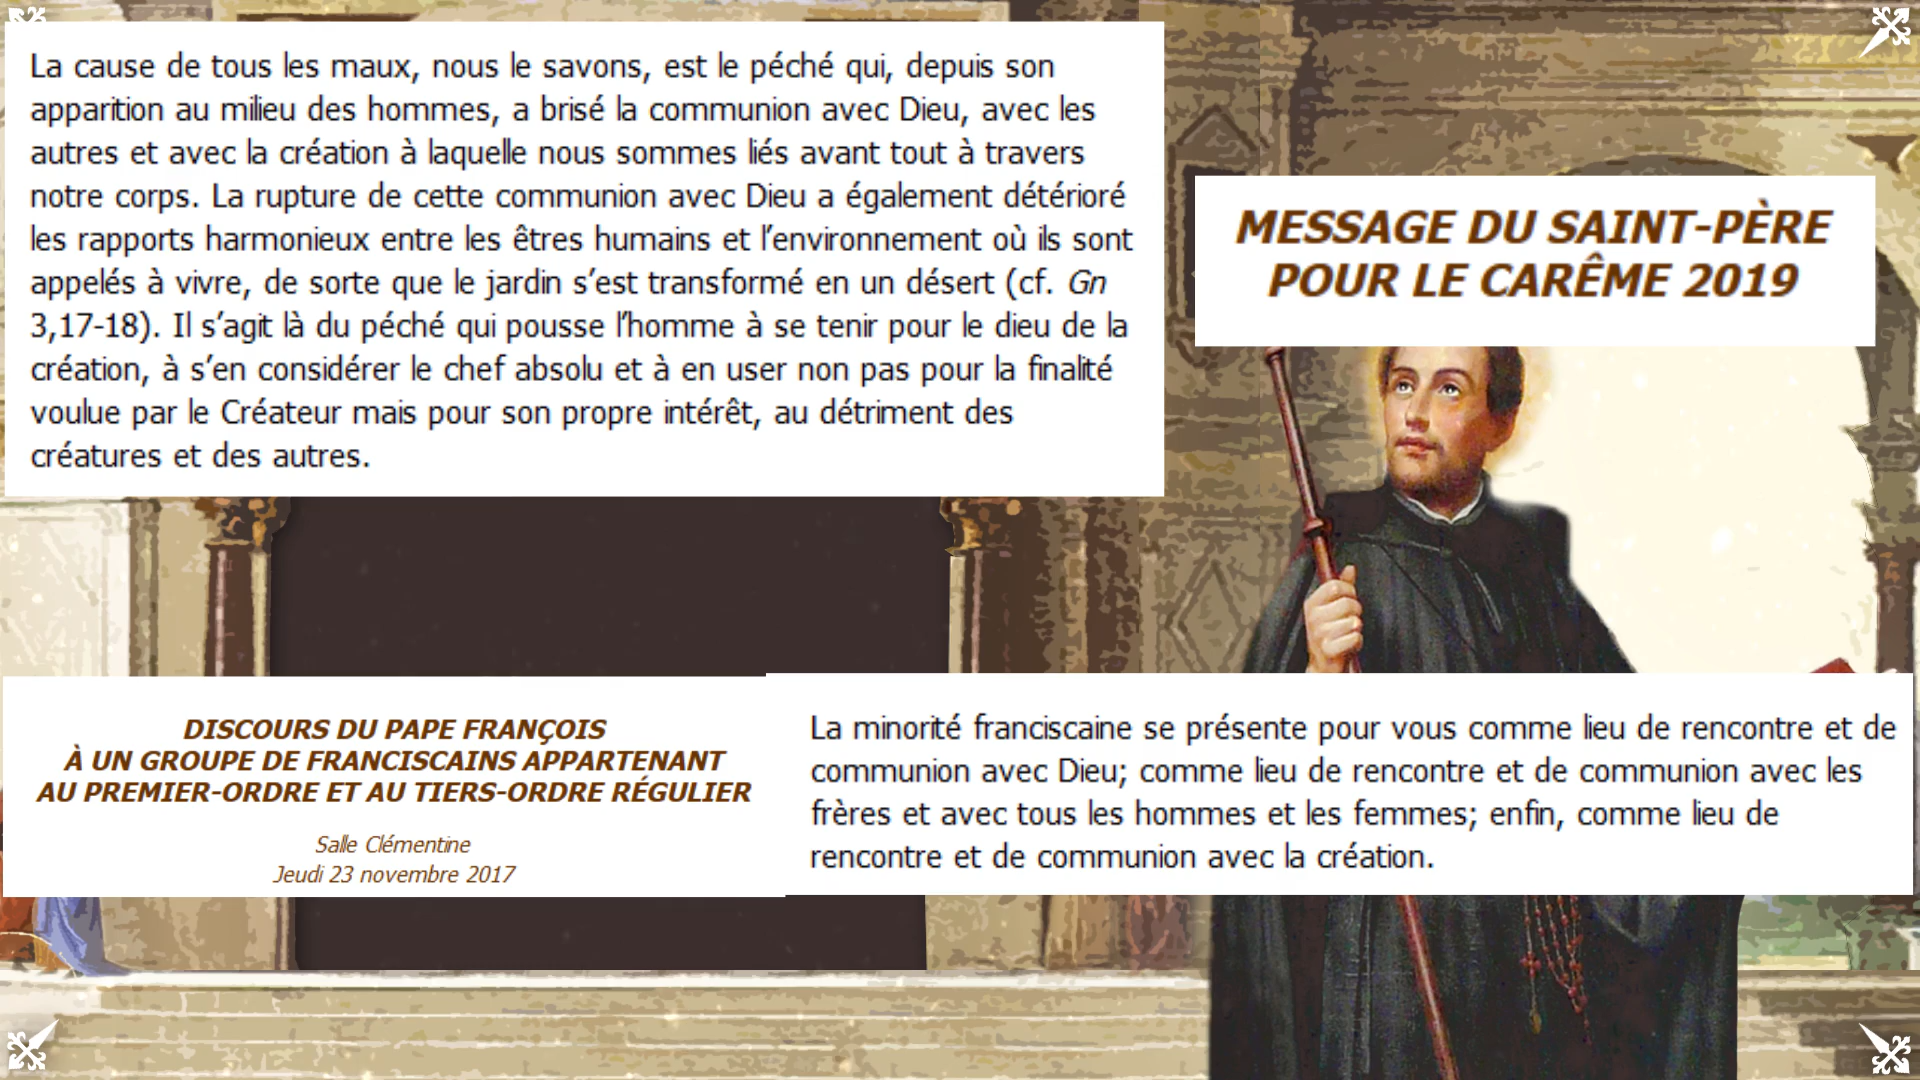 La cause de tous les maux, nous le savons, est le péché qui, depuis son
apparition au milieu des hommes, a brisé la communion avec Dieu, avec les
autres et avec la création à laquelle nous sommes liés avant tout à travers
notre corps. La rupture de cette communion avec Dieu a également détérioré
les rapports harmonieux entre les êtres humains et l’environnement où ils sont
appelés à vivre, de sorte que le jardin s’est transformé en un désert (cf. Gn
3,17-18). Il s’agit là du péché qui pousse l’homme à se tenir pour le dieu de la
création, à s’en considérer le chef absolu et à en user non pas pour la finalité
voulue par le Créateur mais pour son propre intérêt, au détriment des
créatures et des autres.
MESSAGE DU SAINT-PÈRE
POUR LE CARÊME 2019
DISCOURS DU PAPE FRANÇOIS
À UN GROUPE DE FRANCISCAINS APPARTENANT
AU PREMIER-ORDRE ET AU TIERS-ORDRE RÉGULIER
Salle Clémentine
Jeudi 23 novembre 2017
La minorité franciscaine se présente pour vous comme lieu de rencontre et de
communion avec Dieu; comme lieu de rencontre et de communion avec les
frères et avec tous les hommes et les femmes; enfin, comme lieu de
rencontre et de communion avec la création.